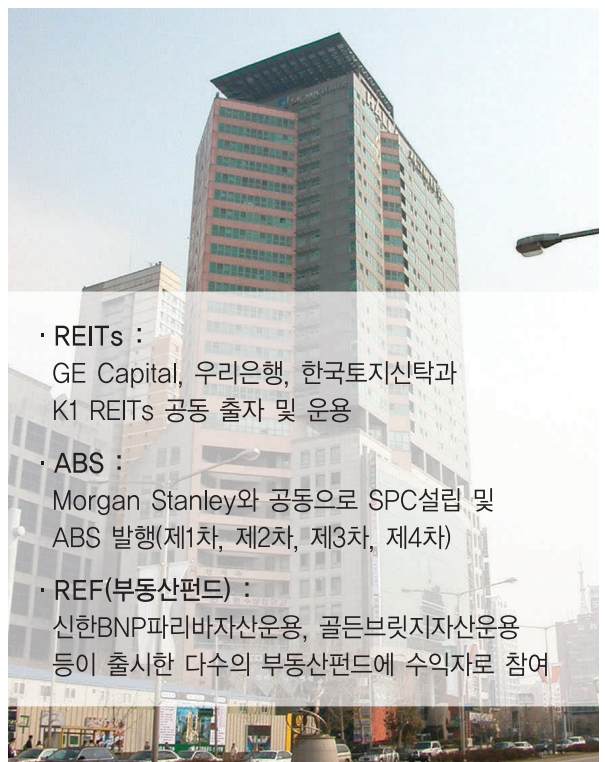 · REITs :
GE Capital, 우리은행, 한국토지신탁과
K1 REITs 공동 출자 및 운용
· ABS :
Morgan Stanley와 공동으로 SPC설립 및
ABS 발행(제1차, 제2차, 제3차, 제4차)
· REF(부동산펀드) :
신한BNP파리바자산운용, 골든브릿지자산운용
등이 출시한 다수의 부동산펀드에 수익자로 참여